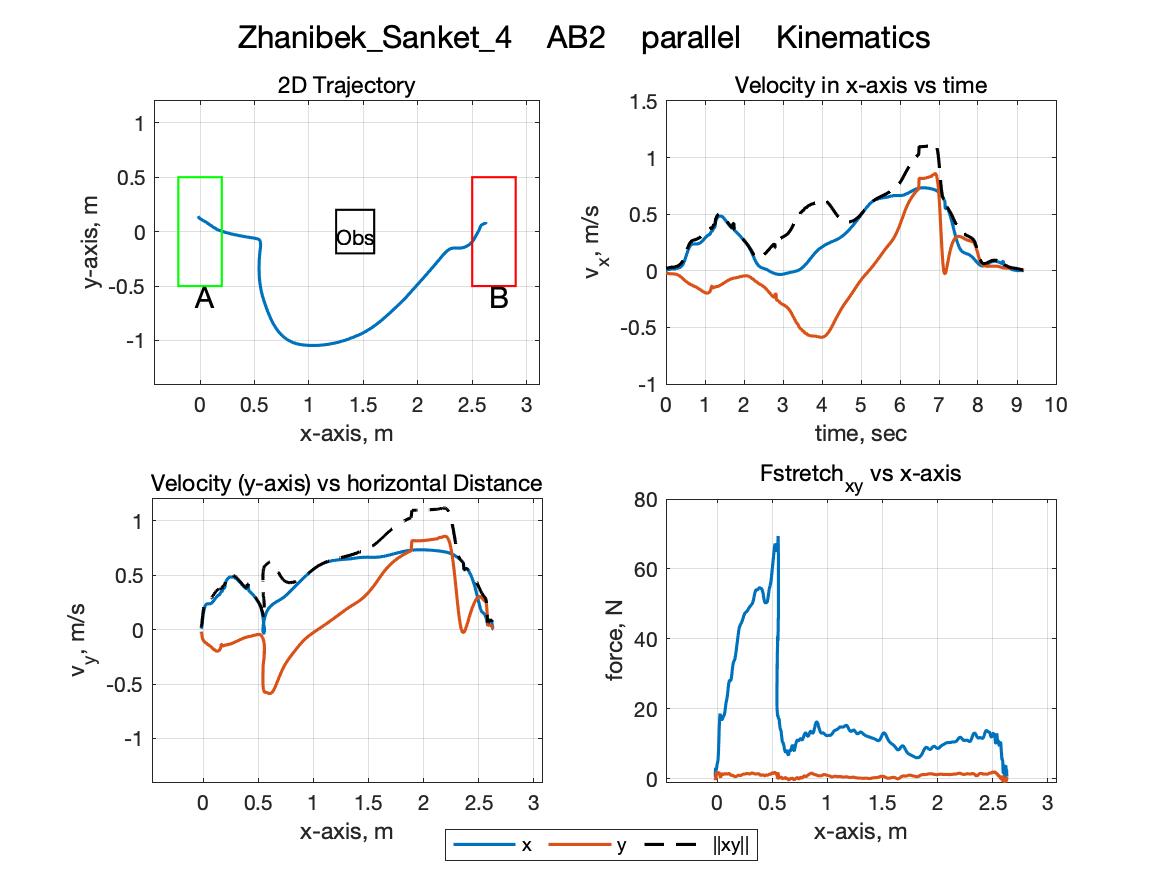 Zhanibek_Sanket_4 AB2 parallel Kinematics
2D Trajectory
1
0.5
0
-0.5
-1
y-axis, m
Obs
A
B
0 0.5 1 1.5 2 2.5 3
x-axis, m
Velocity in x-axis vs time
1.5
1
0.5
0
-0.5
-1
vx, m/s
0 1 2 3 4 5 6 7 8 9 10
time, sec
Velocity (y-axis) vs horizontal Distance
1
0.5
0
-0.5
-1
vy, m/s
0 0.5 1 1.5 2 2.5 3
x-axis, m
Fstretchxy vs x-axis
80
60
40
20
0
force, N
0 0.5 1 1.5 2 2.5 3
x-axis, m
x y ||xy||